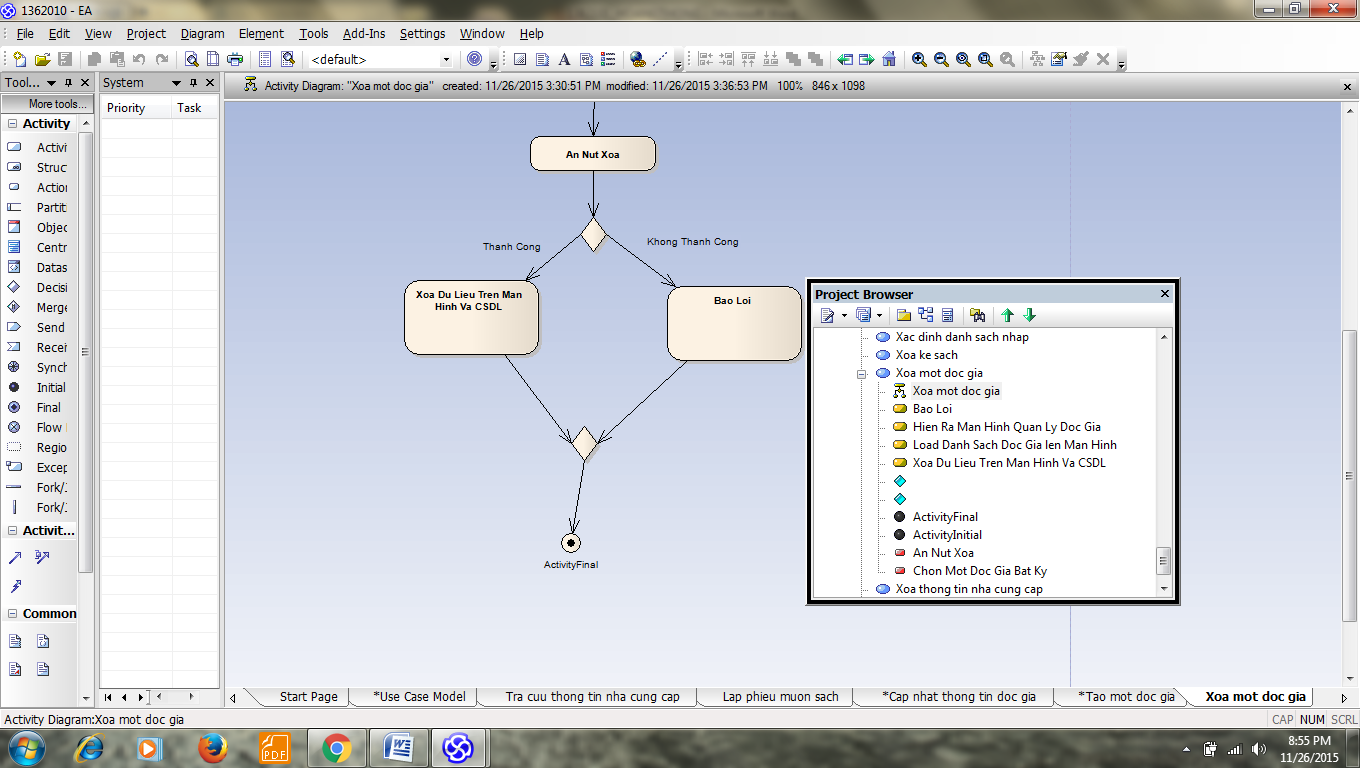 1362010 - EA
File Edit View Project Diagram Element Tools Add-Ins Settings Window Help
<default>
Tool...
More tools...
Activity
Activi
Struc
Action
Partiti
Objec
Centr
Datas
Decisi
Merge
Send
Receiv
Synch
Initial
Final
Flow
Regio
Excep
Fork/J
Fork/J
Activit...
Common
System
Priority Task
Activity Diagram: "Xoa mot doc gia" created: 11/26/2015 3:30:51 PM modified: 11/26/2015 3:36:53 PM 100% 846 x 1098
An Nut Xoa
Thanh Cong
Khong Thanh Cong
Xoa Du Lieu Tren Man
Hinh Va CSDL
Bao Loi
ActivityFinal
Project Browser
Xac dinh danh sach nhap
Xoa ke sach
Xoa mot doc gia
Xoa mot doc gia
Bao Loi
Hien Ra Man Hinh Quan Ly Doc Gia
Load Danh Sach Doc Gia len Man Hinh
Xoa Du Lieu Tren Man Hinh Va CSDL
ActivityFinal
ActivityInitial
An Nut Xoa
Chon Mot Doc Gia Bat Ky
Xoa thong tin nha cung cap
Start Page *Use Case Model Tra cuu thong tin nha cung cap Lap phieu muon sach *Cap nhat thong tin doc gia *Tao mot doc gia Xoa mot doc gia
Activity Diagram:Xoa mot doc gia
CAP NUM SCRL
PDF
8:55 PM
11/26/2015